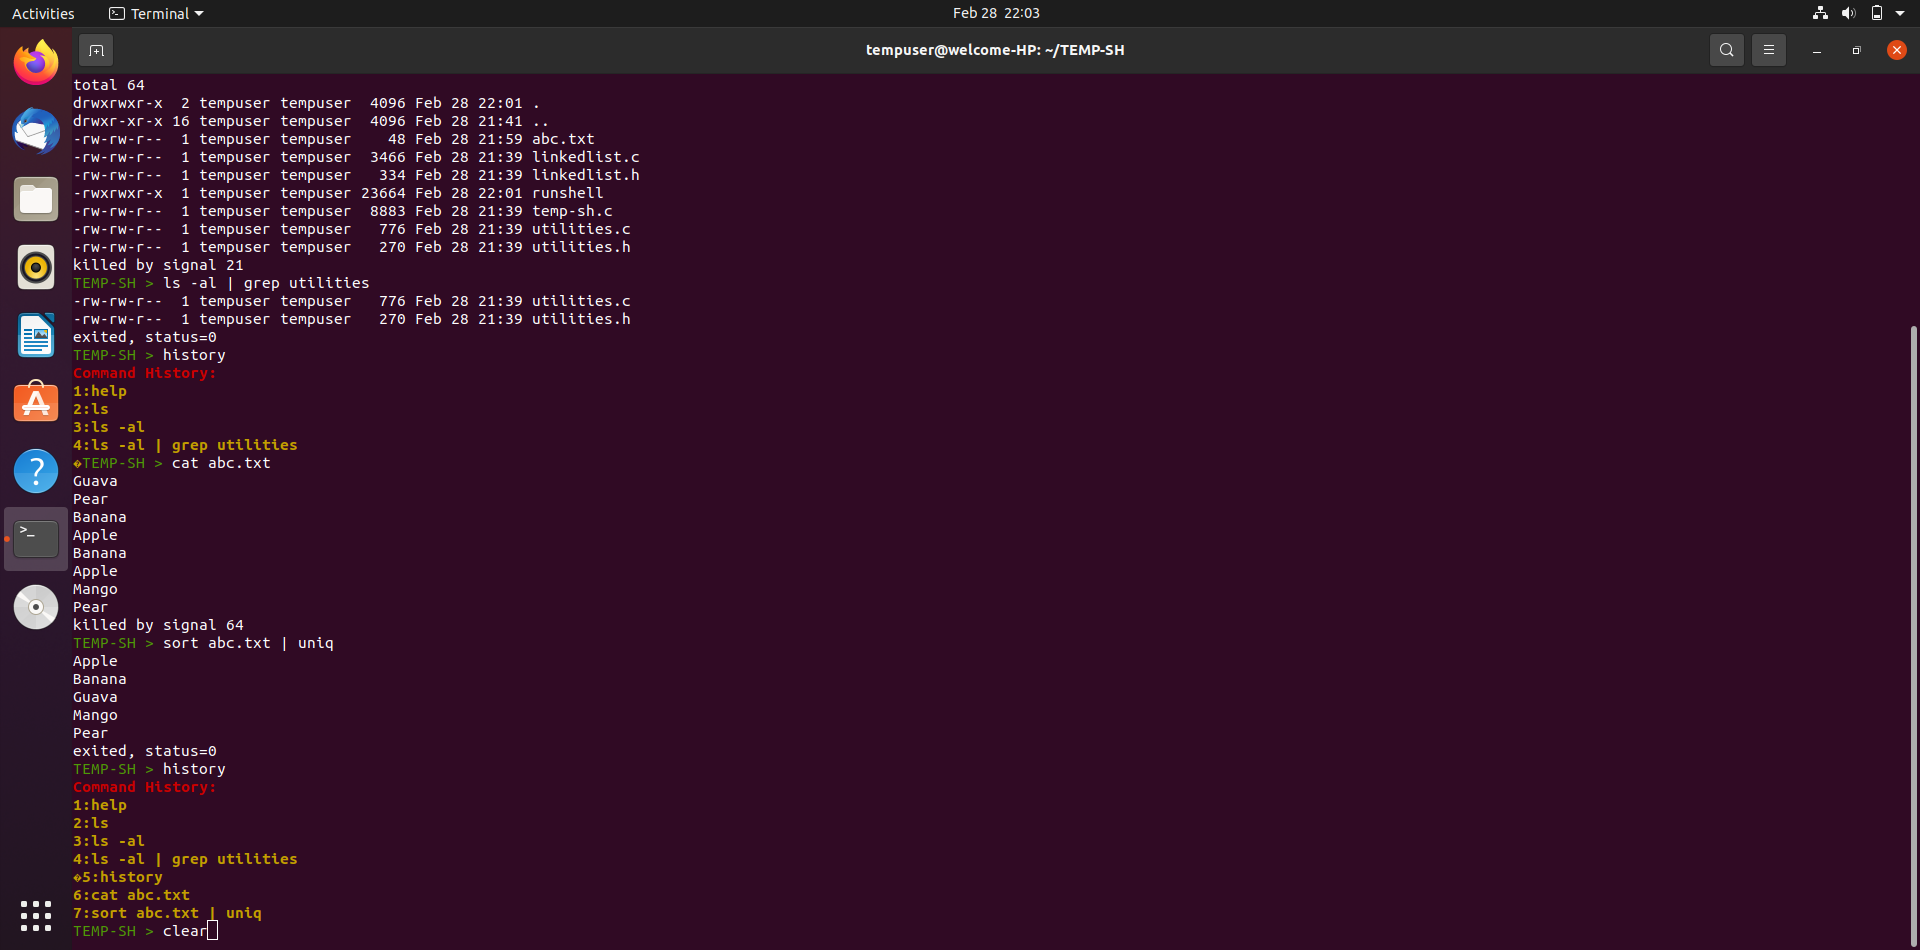 Activities
Terminal
Feb 28 22:03
tempuser@welcome-HP: ~/TEMP-SH
total 64
drwxrwxr-x  2 tempuser tempuser  4096 Feb 28 22:01 .
drwxr-xr-x 16 tempuser tempuser  4096 Feb 28 21:41 ..
-rw-rw-r--  1 tempuser tempuser    48 Feb 28 21:59 abc.txt
-rw-rw-r--  1 tempuser tempuser  3466 Feb 28 21:39 linkedlist.c
-rw-rw-r--  1 tempuser tempuser   334 Feb 28 21:39 linkedlist.h
-rwxrwxr-x  1 tempuser tempuser 23664 Feb 28 22:01 runshell
-rw-rw-r--  1 tempuser tempuser  8883 Feb 28 21:39 temp-sh.c
-rw-rw-r--  1 tempuser tempuser   776 Feb 28 21:39 utilities.c
-rw-rw-r--  1 tempuser tempuser   270 Feb 28 21:39 utilities.h
killed by signal 21
TEMP-SH > ls -al | grep utilities
-rw-rw-r--  1 tempuser tempuser   776 Feb 28 21:39 utilities.c
-rw-rw-r--  1 tempuser tempuser   270 Feb 28 21:39 utilities.h
exited, status=0
TEMP-SH > history
Command History:
1:help
2:ls
3:ls -al
4:ls -al | grep utilities
�TEMP-SH > cat abc.txt
Guava
Pear
Banana
Apple
Banana
Apple
Mango
Pear
killed by signal 64
TEMP-SH > sort abc.txt | uniq
Apple
Banana
Guava
Mango
Pear
exited, status=0
TEMP-SH > history
Command History:
1:help
2:ls
3:ls -al
4:ls -al | grep utilities
�5:history
6:cat abc.txt
7:sort abc.txt | uniq
TEMP-SH > clear